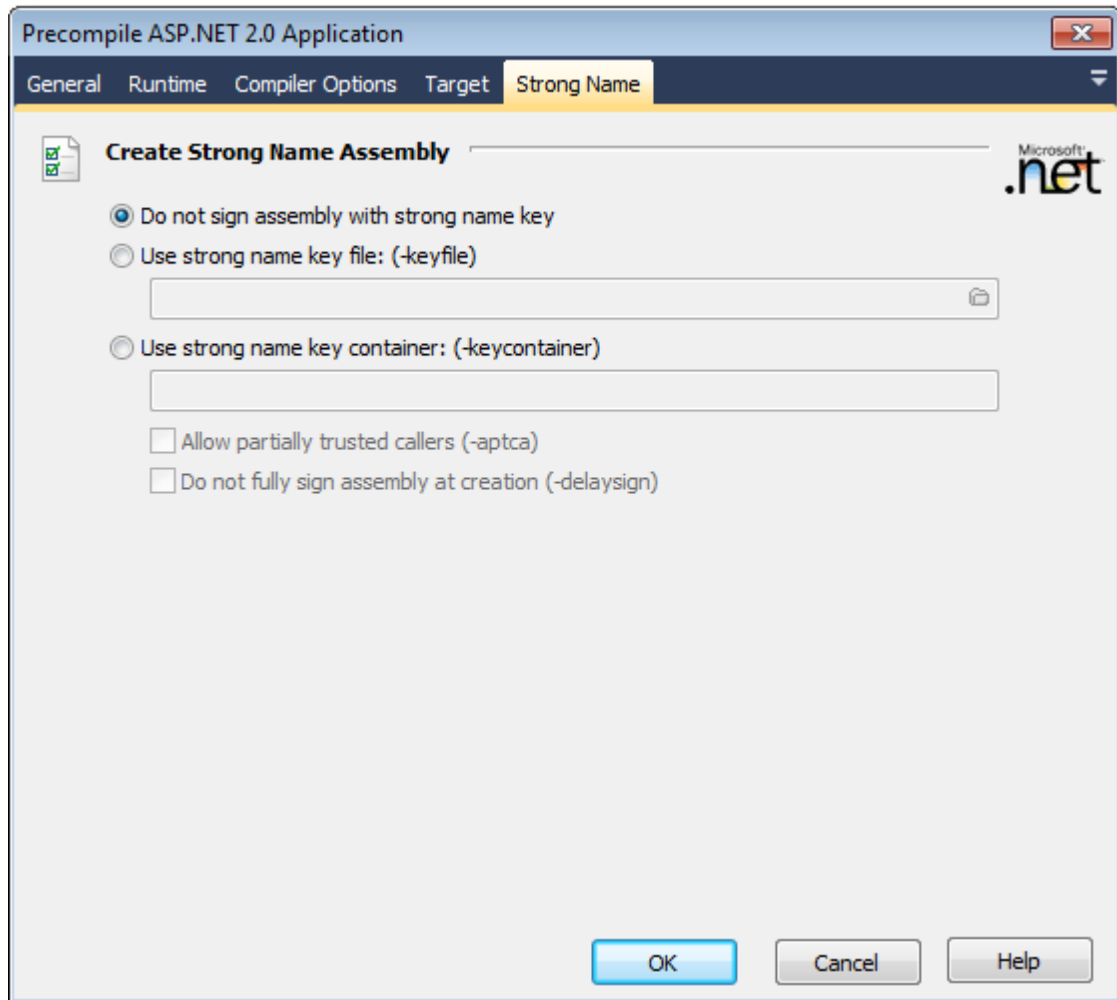 Precompile ASP.NET 2.0 Application
General Runtime Compiler Options Target Strong Name
Create Strong Name Assembly
Microsoft
.net
Do not sign assembly with strong name key
Use strong name key file: (-keyfile)
Use strong name key container: (-keycontainer)
Allow partially trusted callers (-aptca)
Do not fully sign assembly at creation (-delaysign)
OK Cancel Help